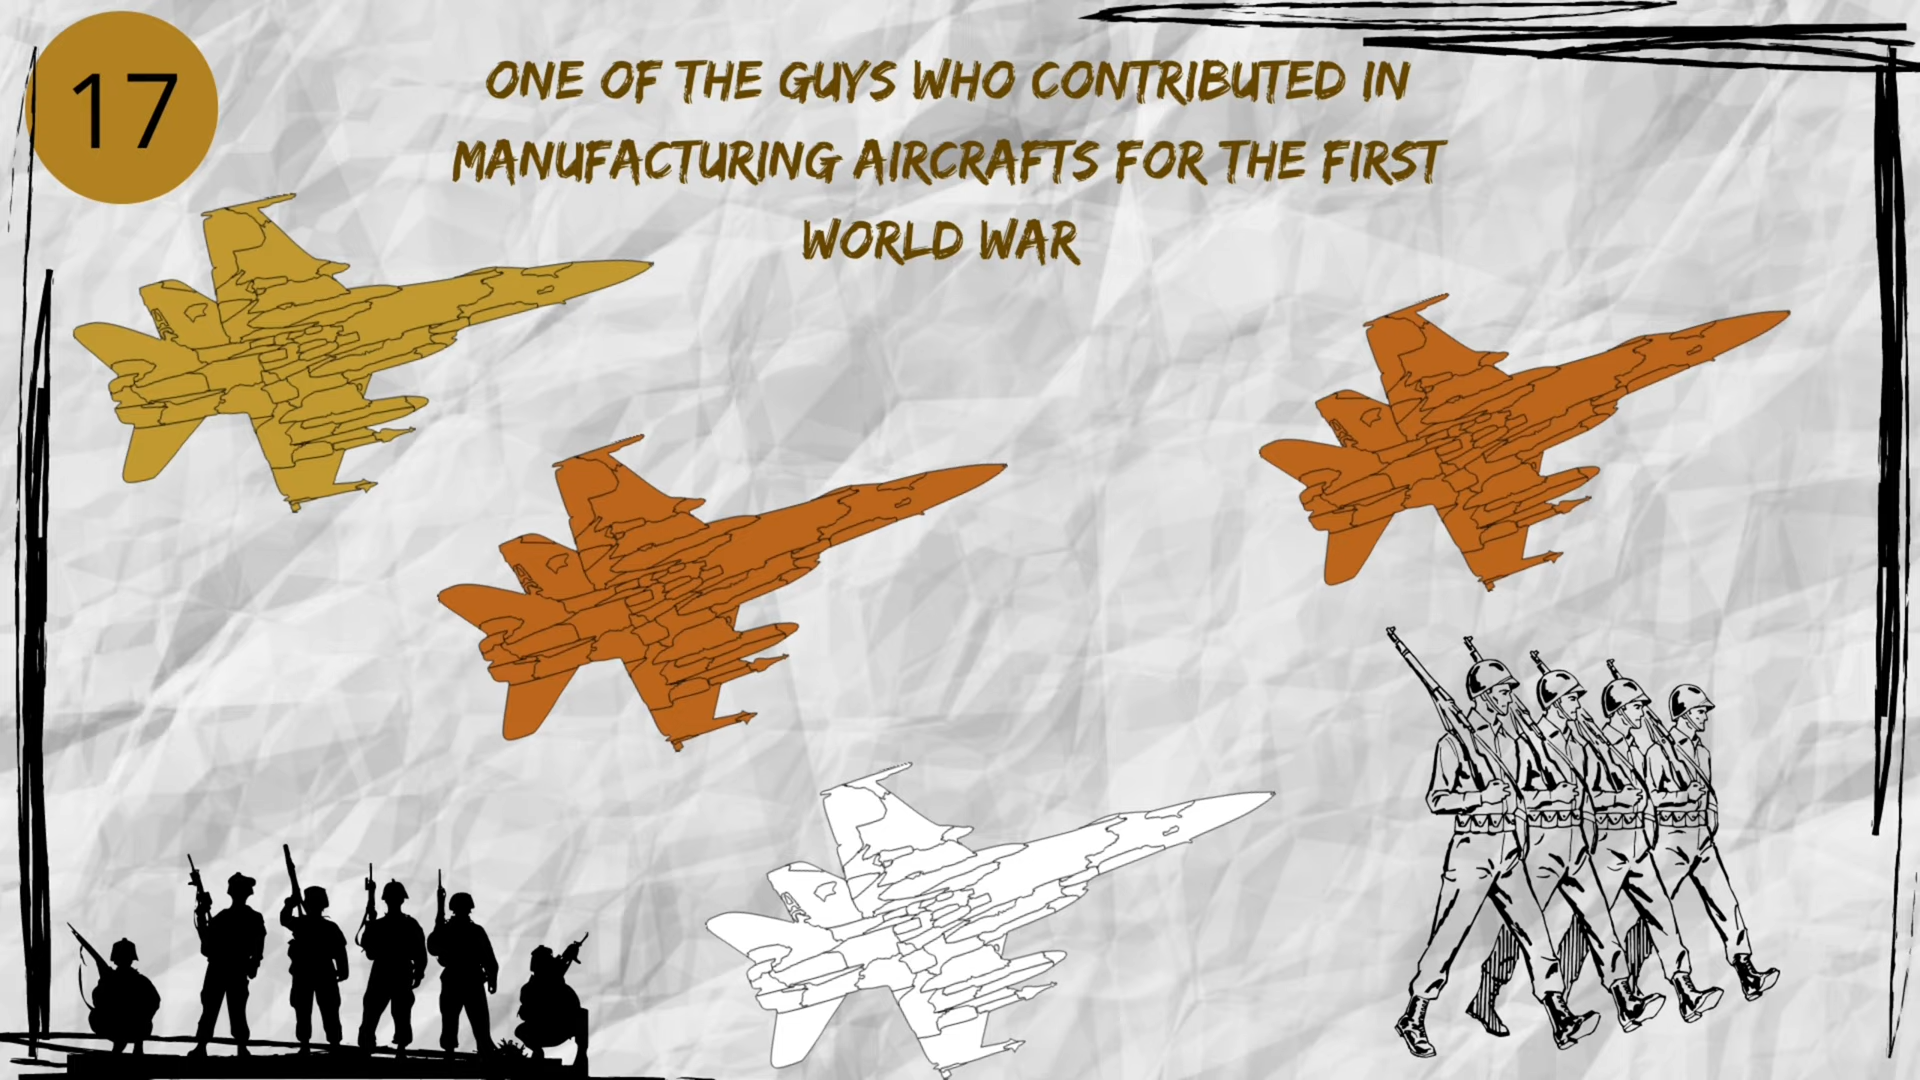 17
ONE OF THE GUYS WHO CONTRIBUTED IN
MANUFACTURING AIRCRAFTS FOR THE FIRST
WORLD WAR